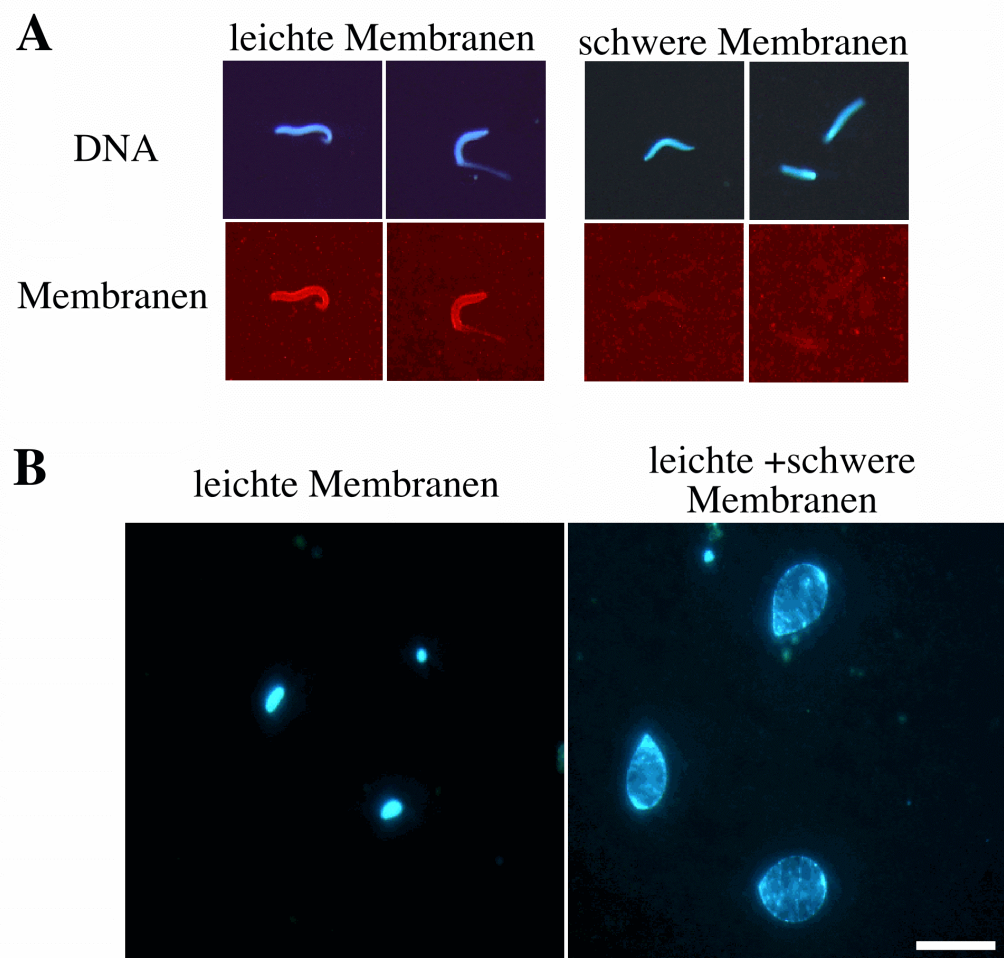 A
leichte Membranen
schwere Membranen
DNA
Membranen
B
leichte Membranen
leichte +schwere
Membranen